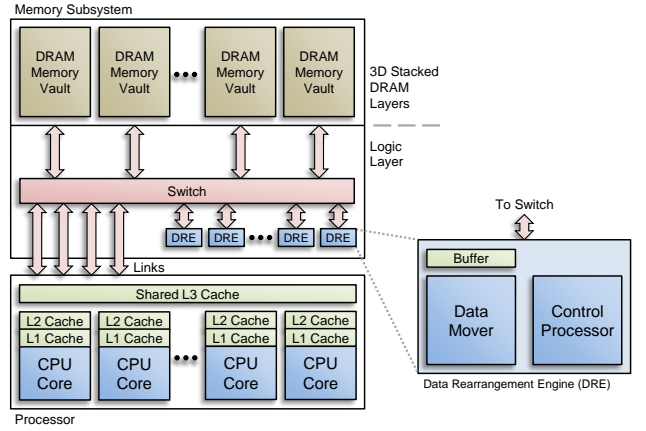 Memory Subsystem
DRAM
Memory
Vault
DRAM
Memory
Vault
DRAM
Memory
Vault
DRAM
Memory
Vault
3D Stacked
DRAM
Layers
Logic
Layer
Switch
DRE
DRE
DRE
DRE
Links
Shared L3 Cache
L2 Cache
L1 Cache
CPU
Core
L2 Cache
L1 Cache
CPU
Core
L2 Cache
L1 Cache
CPU
Core
L2 Cache
L1 Cache
CPU
Core
Processor
To Switch
Buffer
Data
Mover
Control
Processor
Data Rearrangement Engine (DRE)